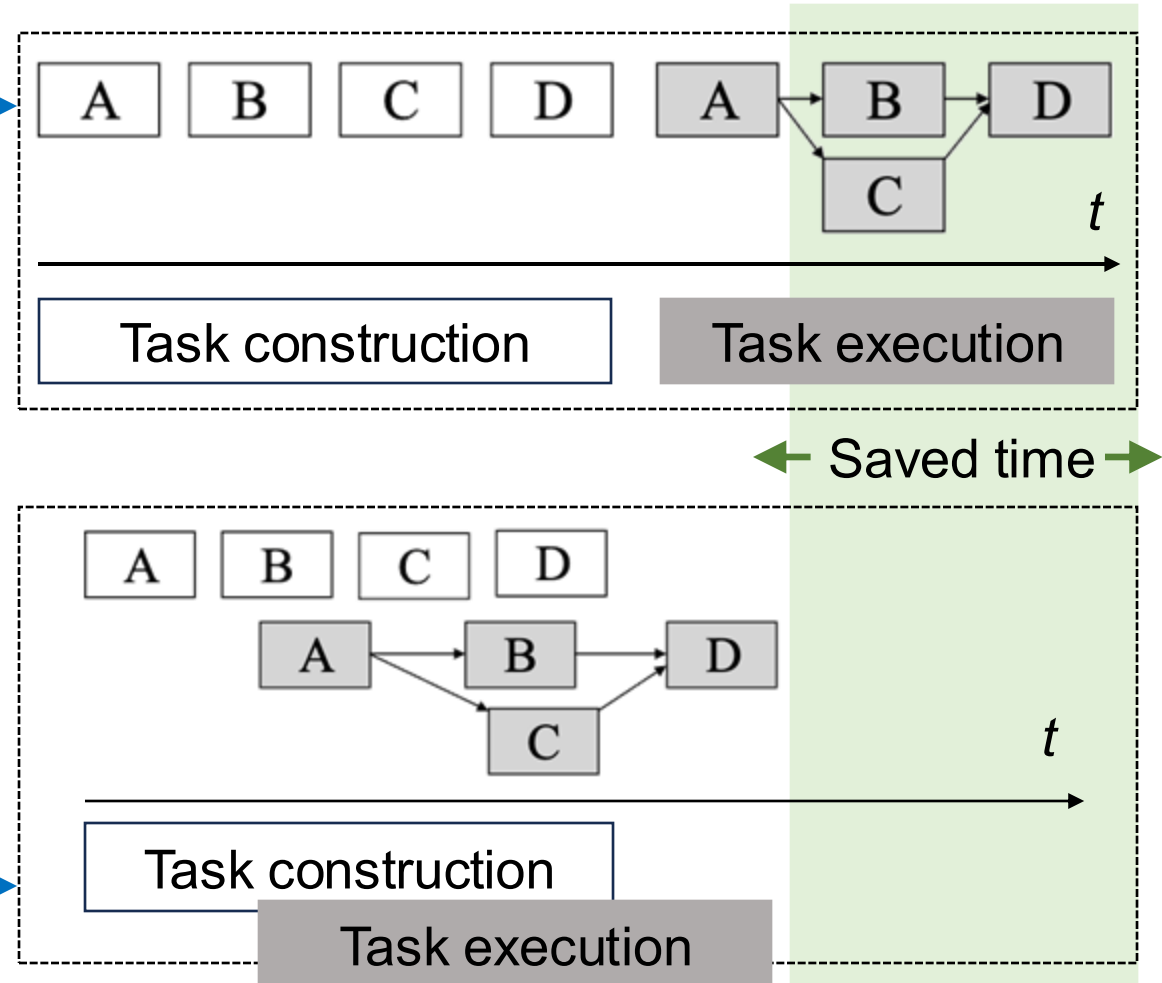 A B C D A B D
C
t
Task construction Task execution
Saved time
A B C D
A B D
C
t
Task construction
Task execution